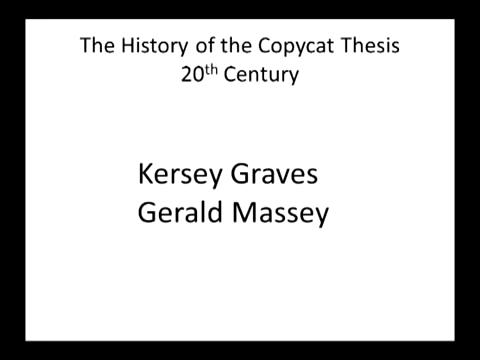 The History of the Copycat Thesis
20th Century
Kersey Graves
Gerald Massey